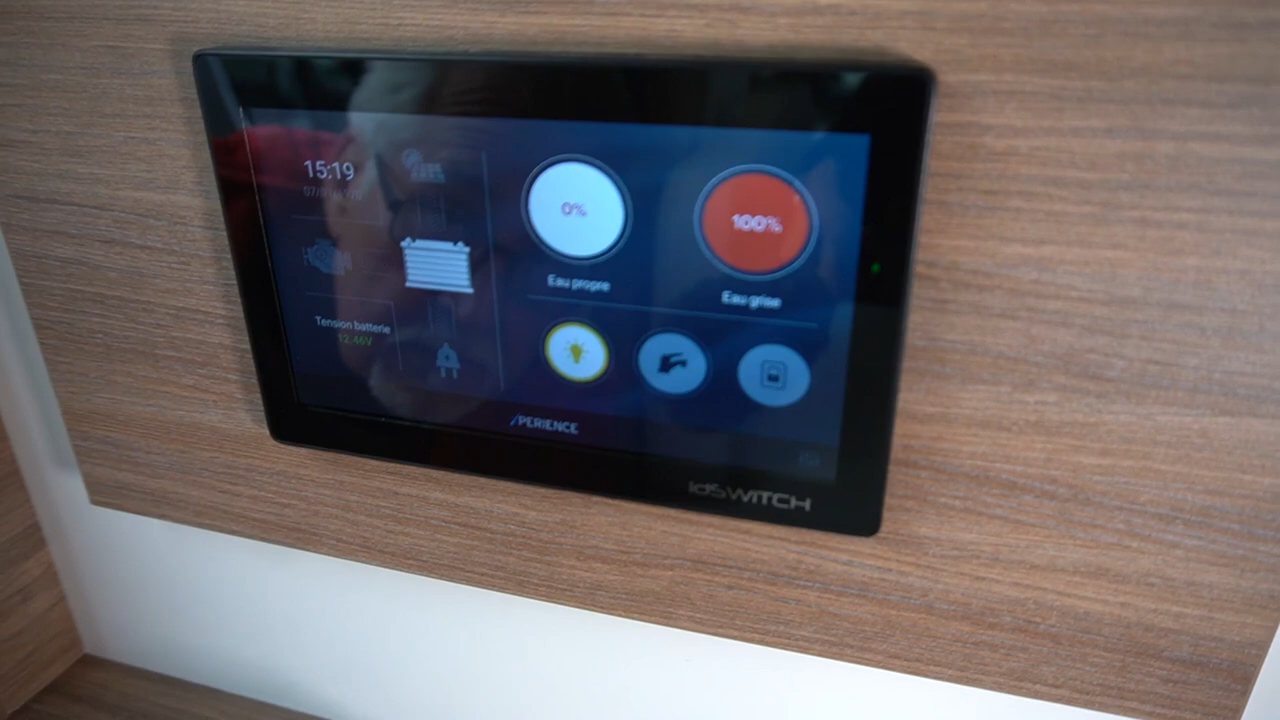 15:19
Tension batterie
12.46V
0%
Eau propre
100%
Eau grise
/PERIENCE
idSWITCH